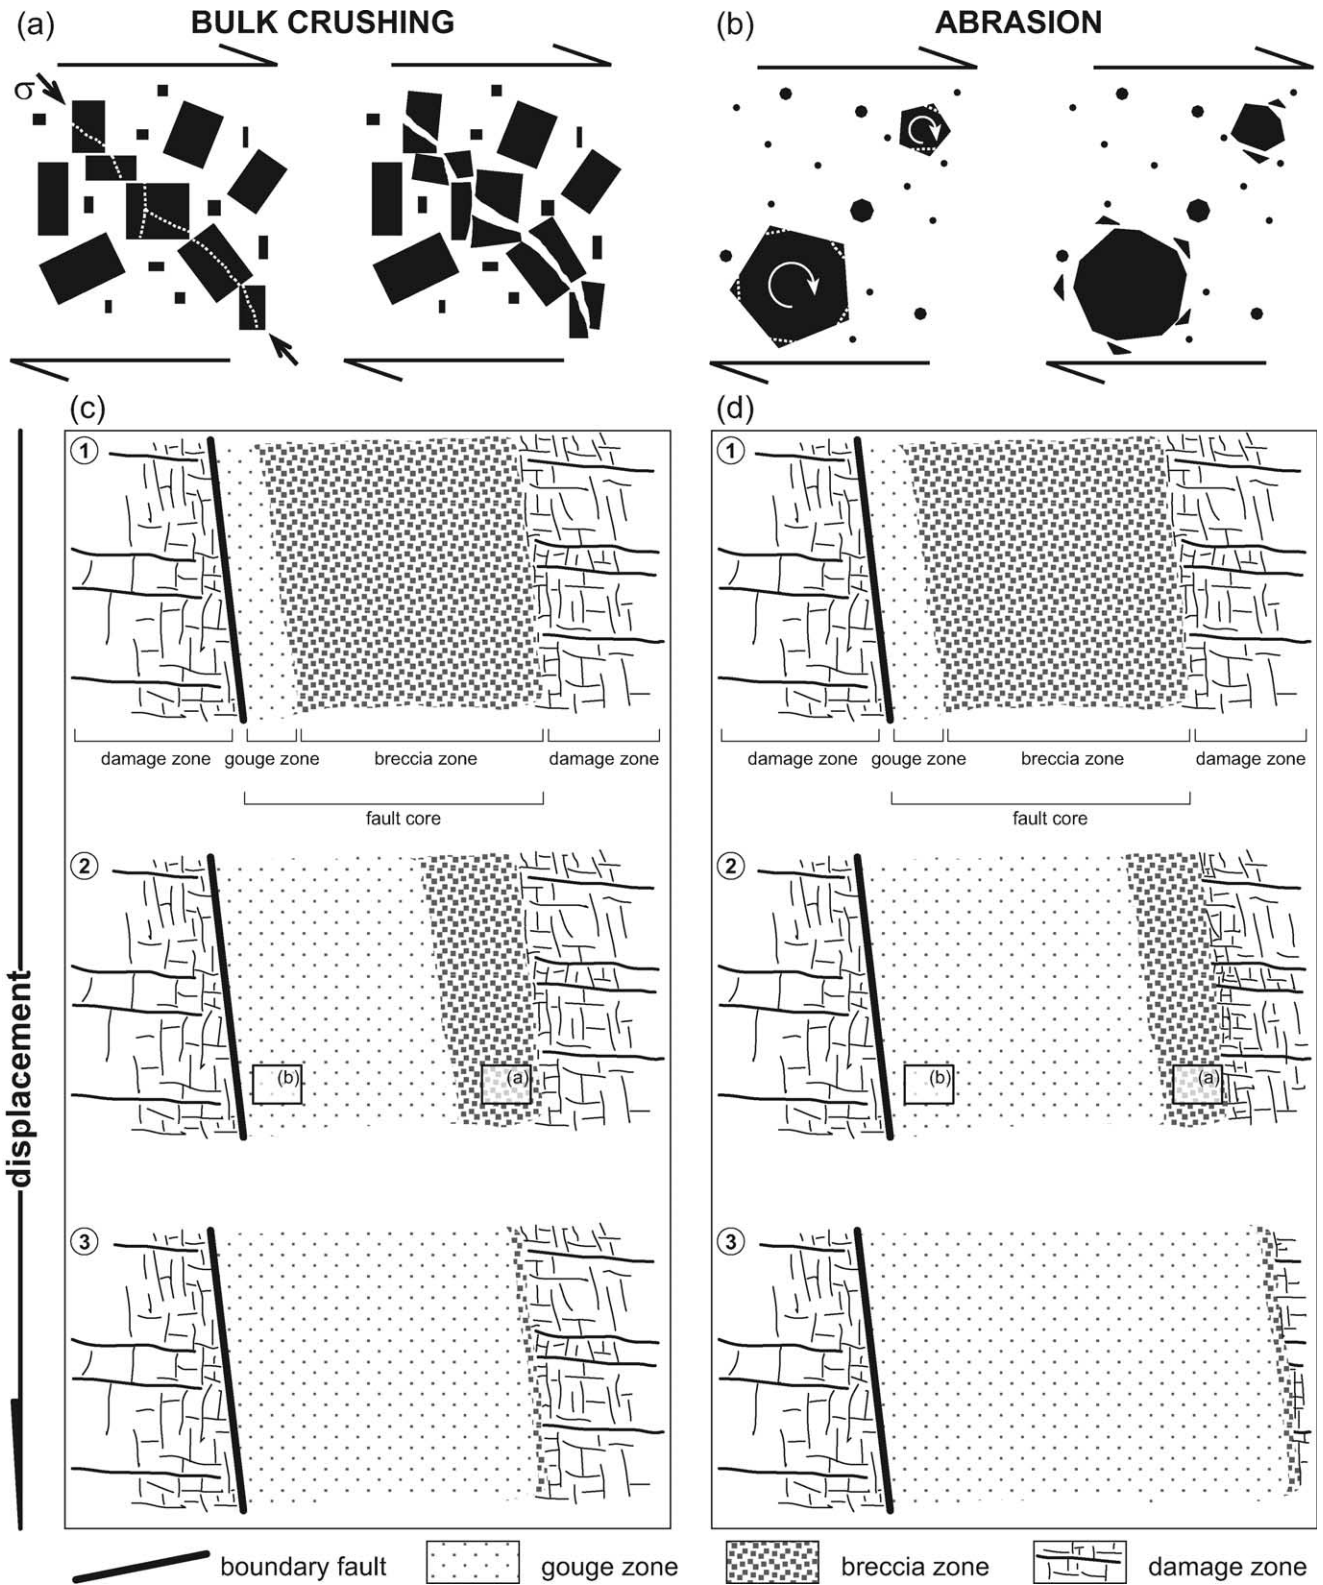 (a) BULK CRUSHING
(b) ABRASION
σ
(c)
(d)
displacement
1
damage zone gouge zone breccia zone damage zone
fault core
2
(b) (a)
3
1
damage zone gouge zone breccia zone damage zone
fault core
2
(b) (a)
3
boundary fault gouge zone breccia zone damage zone